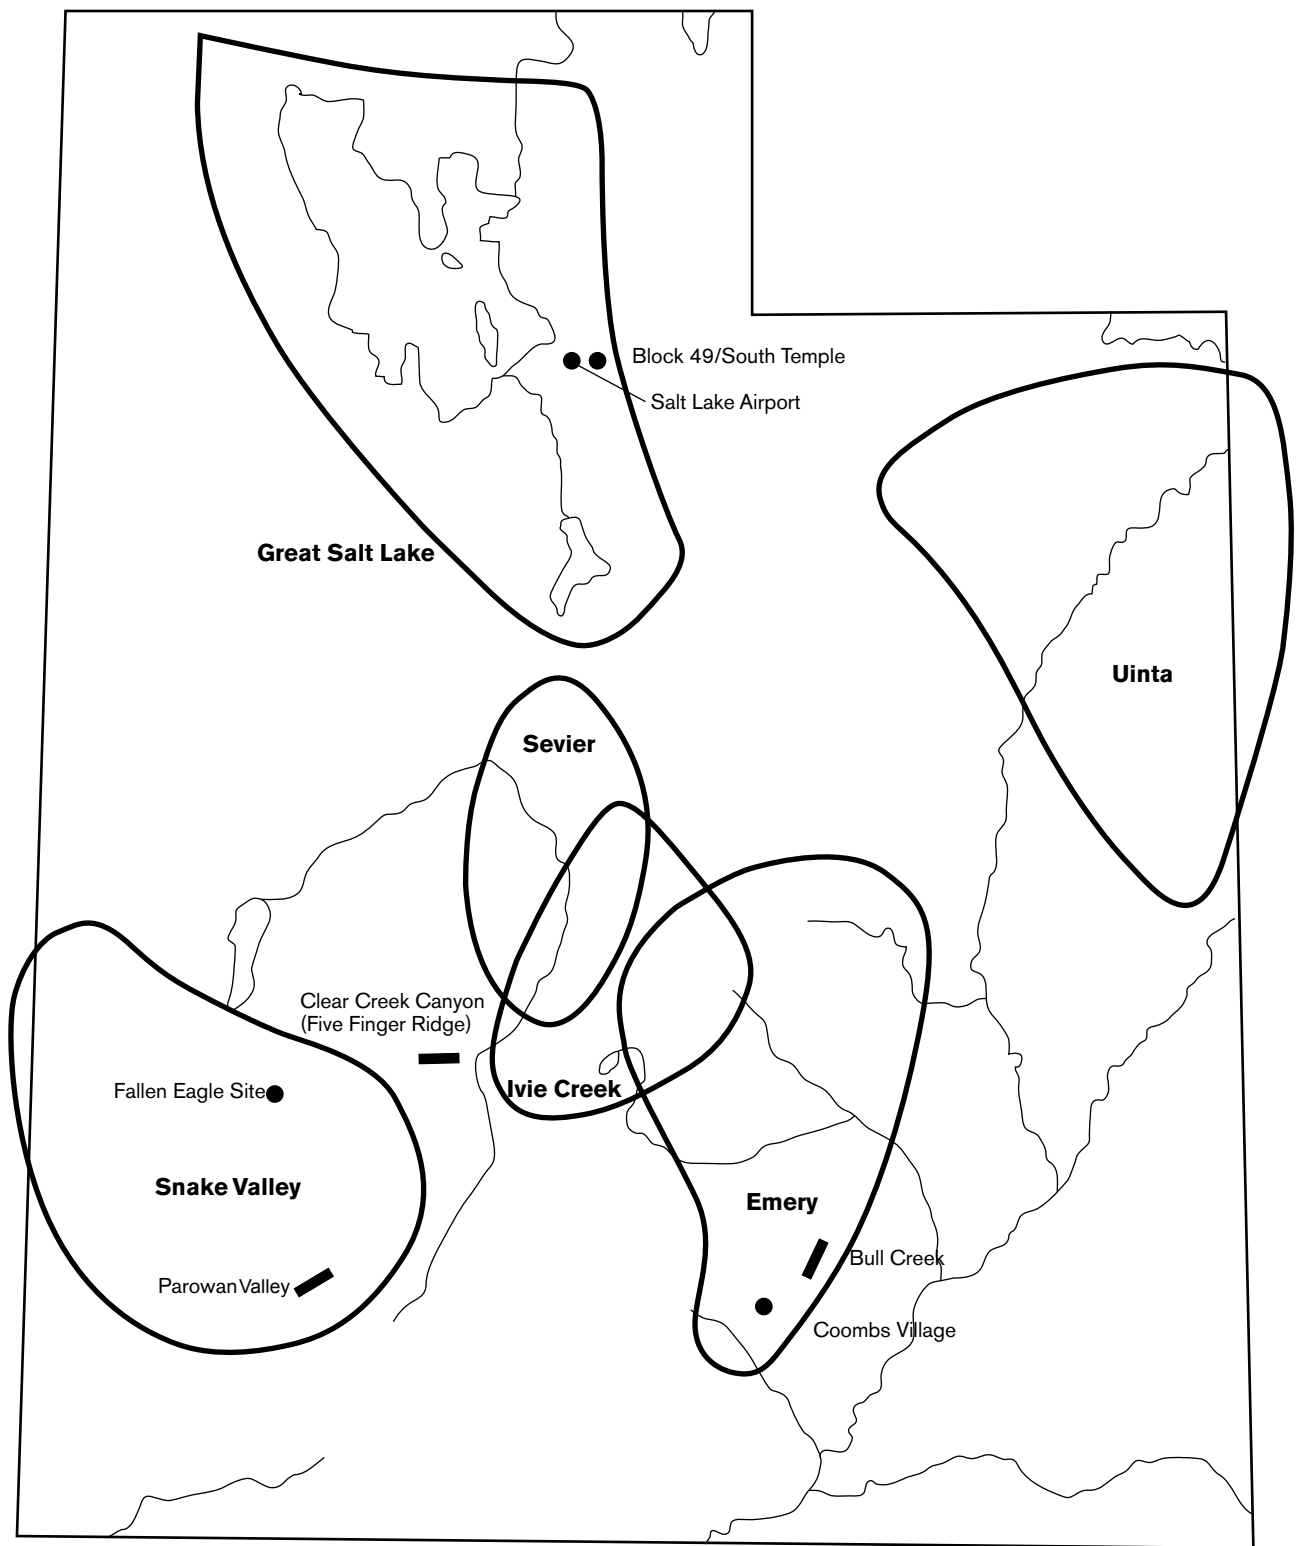 Block 49/South Temple
Salt Lake Airport
Great Salt Lake
Uinta
Sevier
Clear Creek Canyon
(Five Finger Ridge)
Ivie Creek
Fallen Eagle Site
Snake Valley
Emery
Bull Creek
Parowan Valley
Coombs Village